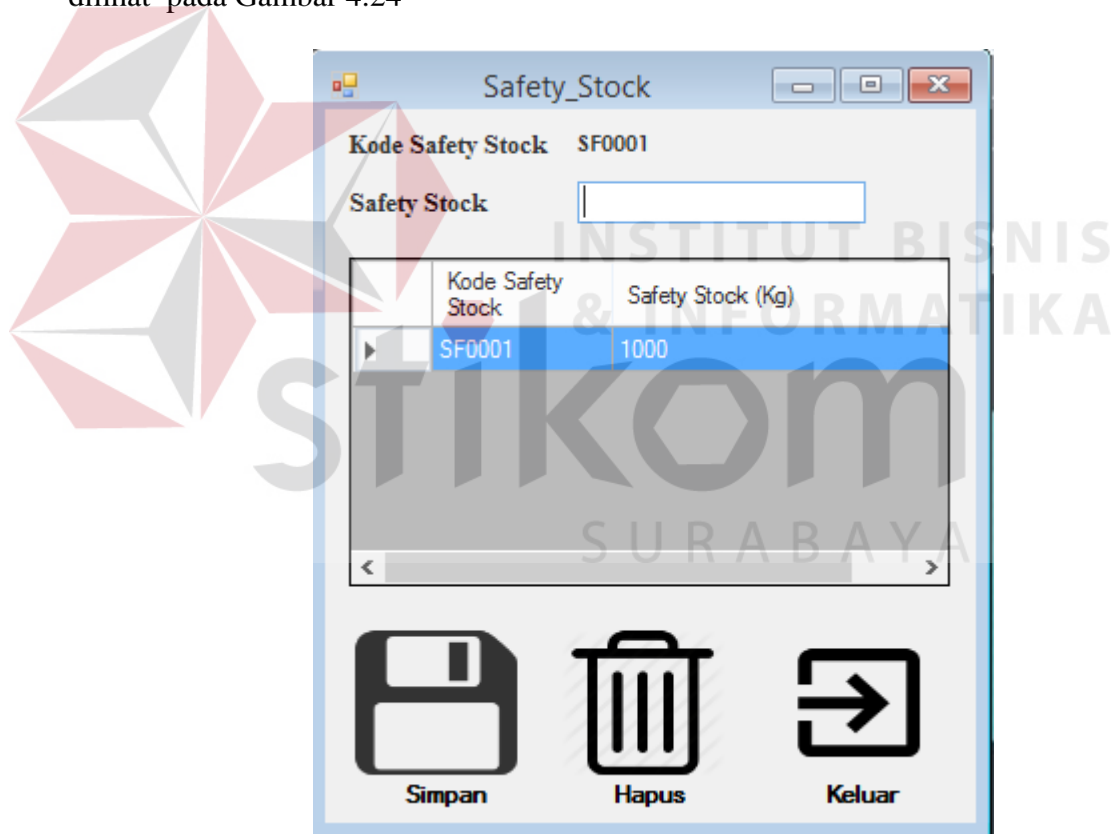 dilihat pada Gambar 4.24
Safety_Stock
Kode Safety Stock SF0001
Safety Stock
INSTITUT BISNIS
& INFORMATIKA
Kode Safety
Stock
Safety Stock (Kg)
SF0001 1000
stikom
SURABAYA
Simpan Hapus Keluar